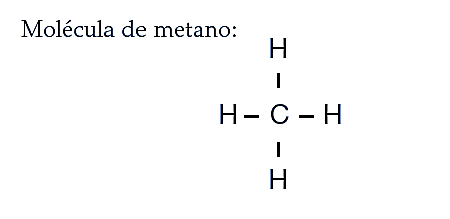 Molécula de metano:
H
H – C – H
H